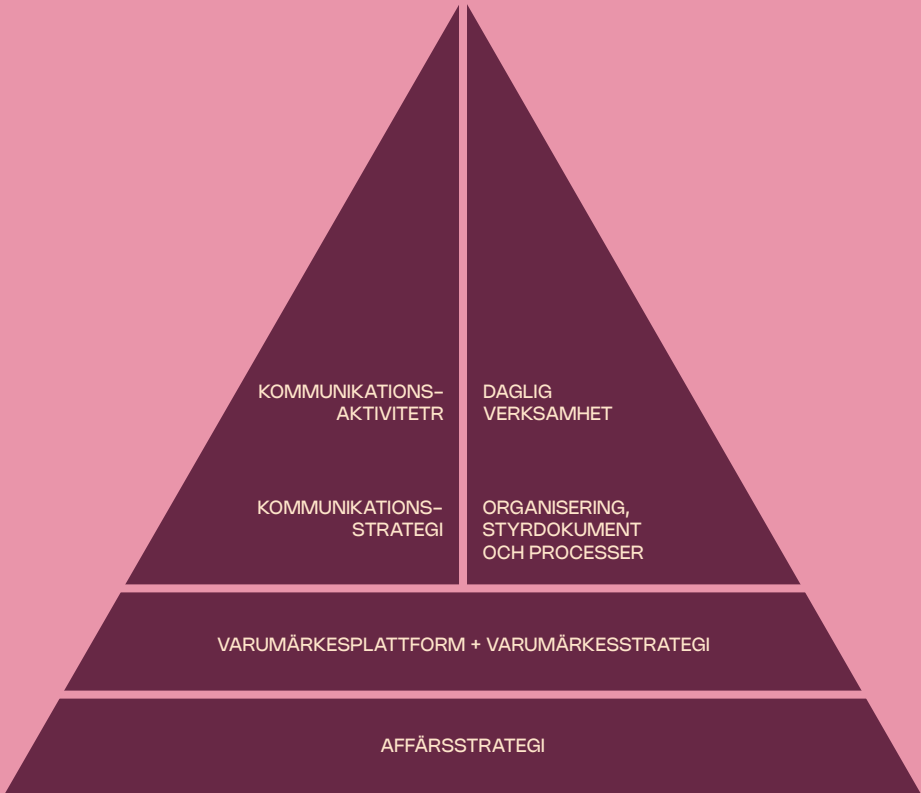 KOMMUNIKATIONS-
AKTIVITETR
KOMMUNIKATIONS-
STRATEGI
DAGLIG
VERKSAMHET
ORGANISERING,
STYRDOKUMENT
OCH PROCESSER
VARUMÄRKESPLATTFORM + VARUMÄRKESSTRATEGI
AFFÄRSSTRATEGI